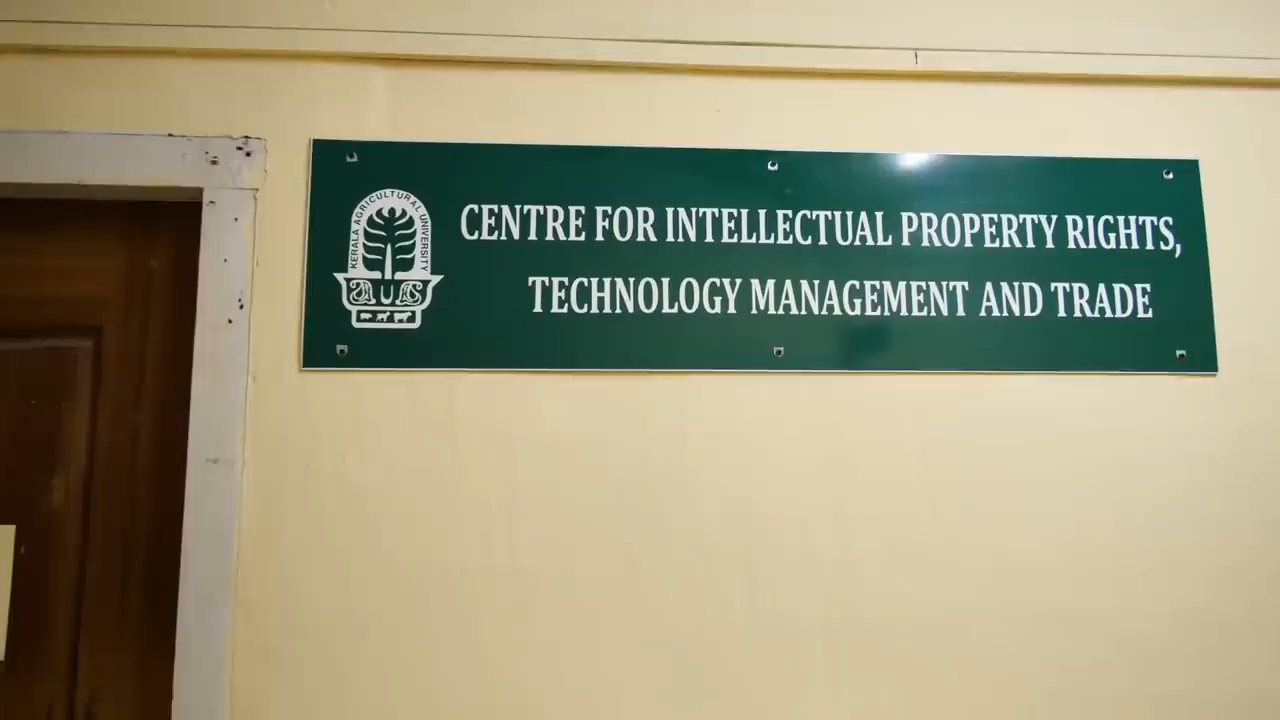 KERALA AGRICULTURAL UNIVERSITY
CENTRE FOR INTELLECTUAL PROPERTY RIGHTS,
TECHNOLOGY MANAGEMENT AND TRADE